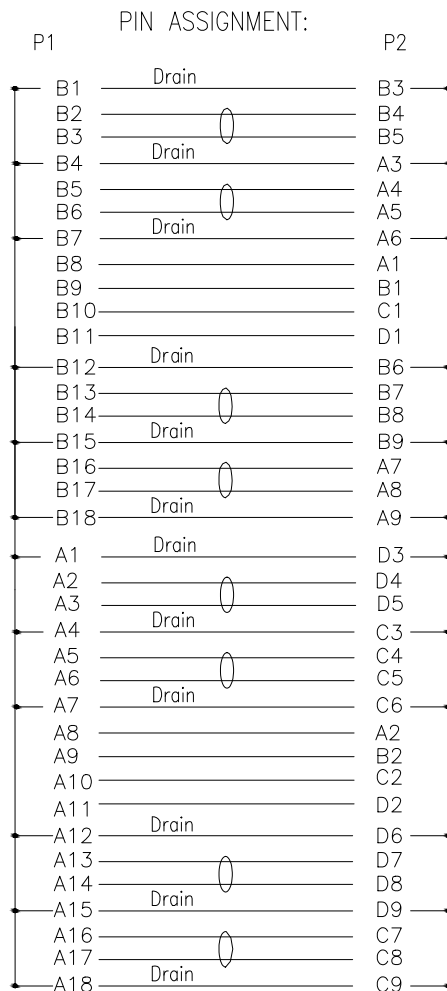 PIN ASSIGNMENT:
P1 P2
B1 Drain B3
B2 B4
B3 B5
B4 Drain A3
B5 A4
B6 A5
B7 Drain A6
B8 A1
B9 B1
B10 C1
B11 D1
B12 Drain B6
B13 B7
B14 B8
B15 Drain B9
B16 A7
B17 A8
B18 Drain A9
A1 Drain D3
A2 D4
A3 D5
A4 Drain C3
A5 C4
A6 C5
A7 Drain C6
A8 A2
A9 B2
A10 C2
A11 D2
A12 Drain D6
A13 D7
A14 D8
A15 Drain D9
A16 C7
A17 C8
A18 Drain C9